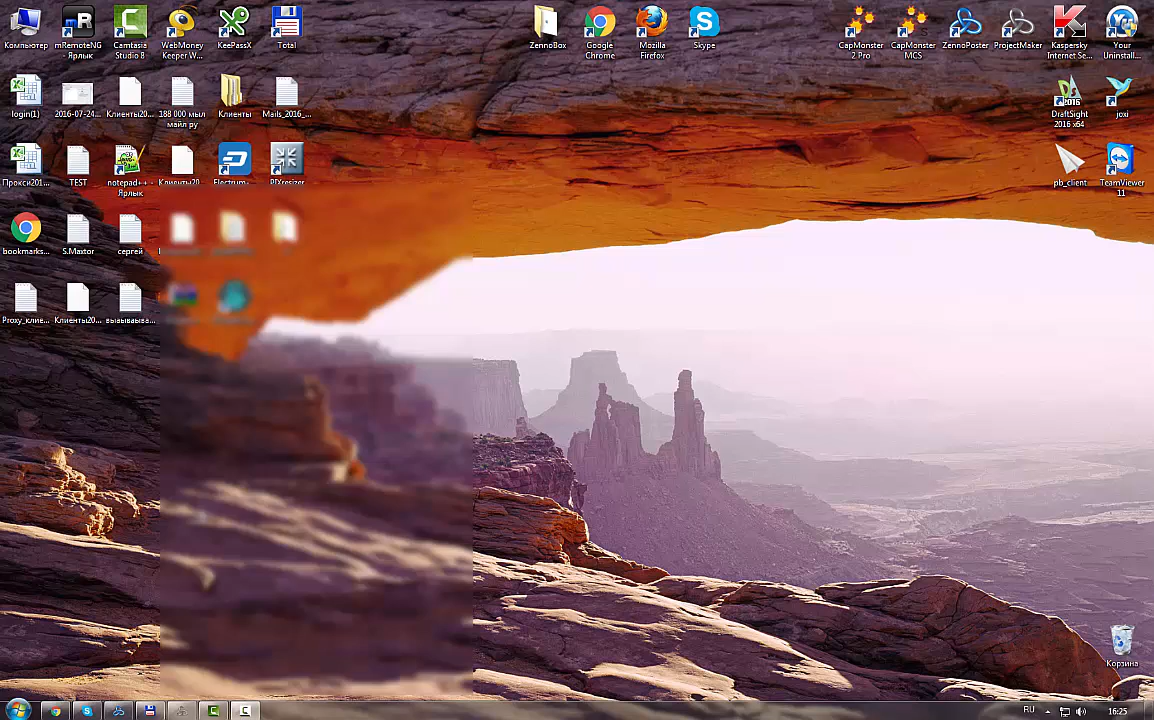 Компьютер
mRemoteNG Ярлык
Camtasia Studio 8
WebMoney Keeper W...
KeePassX
Total
ZennoBox
Google Chrome
Mozilla Firefox
Skype
CapMonster 2 Pro
CapMonster MCS
ZennoPoster
ProjectMaker
Kaspersky Internet Se...
Your Uninstall...
login(1)
2016-07-24...
Клиенты20...
188 000 мыл майл ру
Клиенты
Mails_2016_...
DraftSight 2016 x64
joxi
Прокси201...
TEST
notepad++ - Ярлык
Клиенты20
Electrum-
PIXresizer
pb_client
TeamViewer 11
bookmarks...
S.Maxtor
сергей
Proxy_клие...
Клиенты20...
выаываыва...
Корзина
RU
16:25